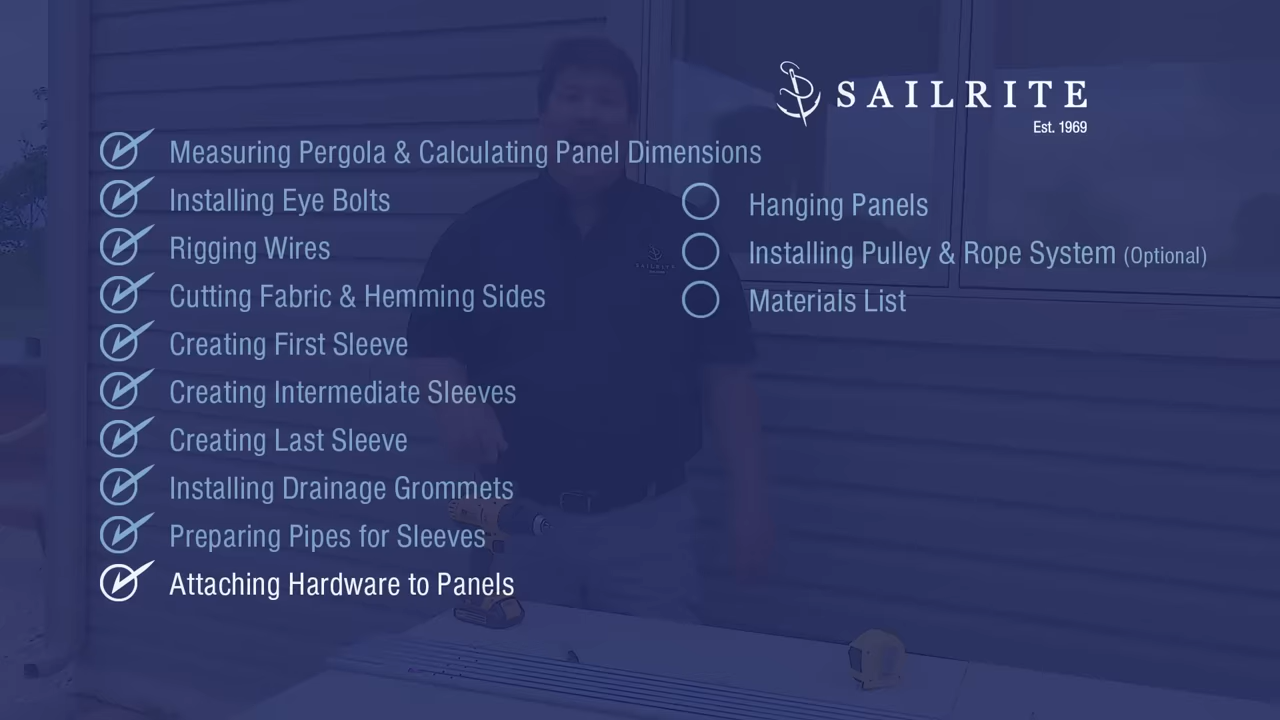 SAILRITE
Est. 1969
Measuring Pergola & Calculating Panel Dimensions
Installing Eye Bolts
Rigging Wires
Cutting Fabric & Hemming Sides
Creating First Sleeve
Creating Intermediate Sleeves
Creating Last Sleeve
Installing Drainage Grommets
Preparing Pipes for Sleeves
Attaching Hardware to Panels
Hanging Panels
Installing Pulley & Rope System (Optional)
Materials List
SAILRITE